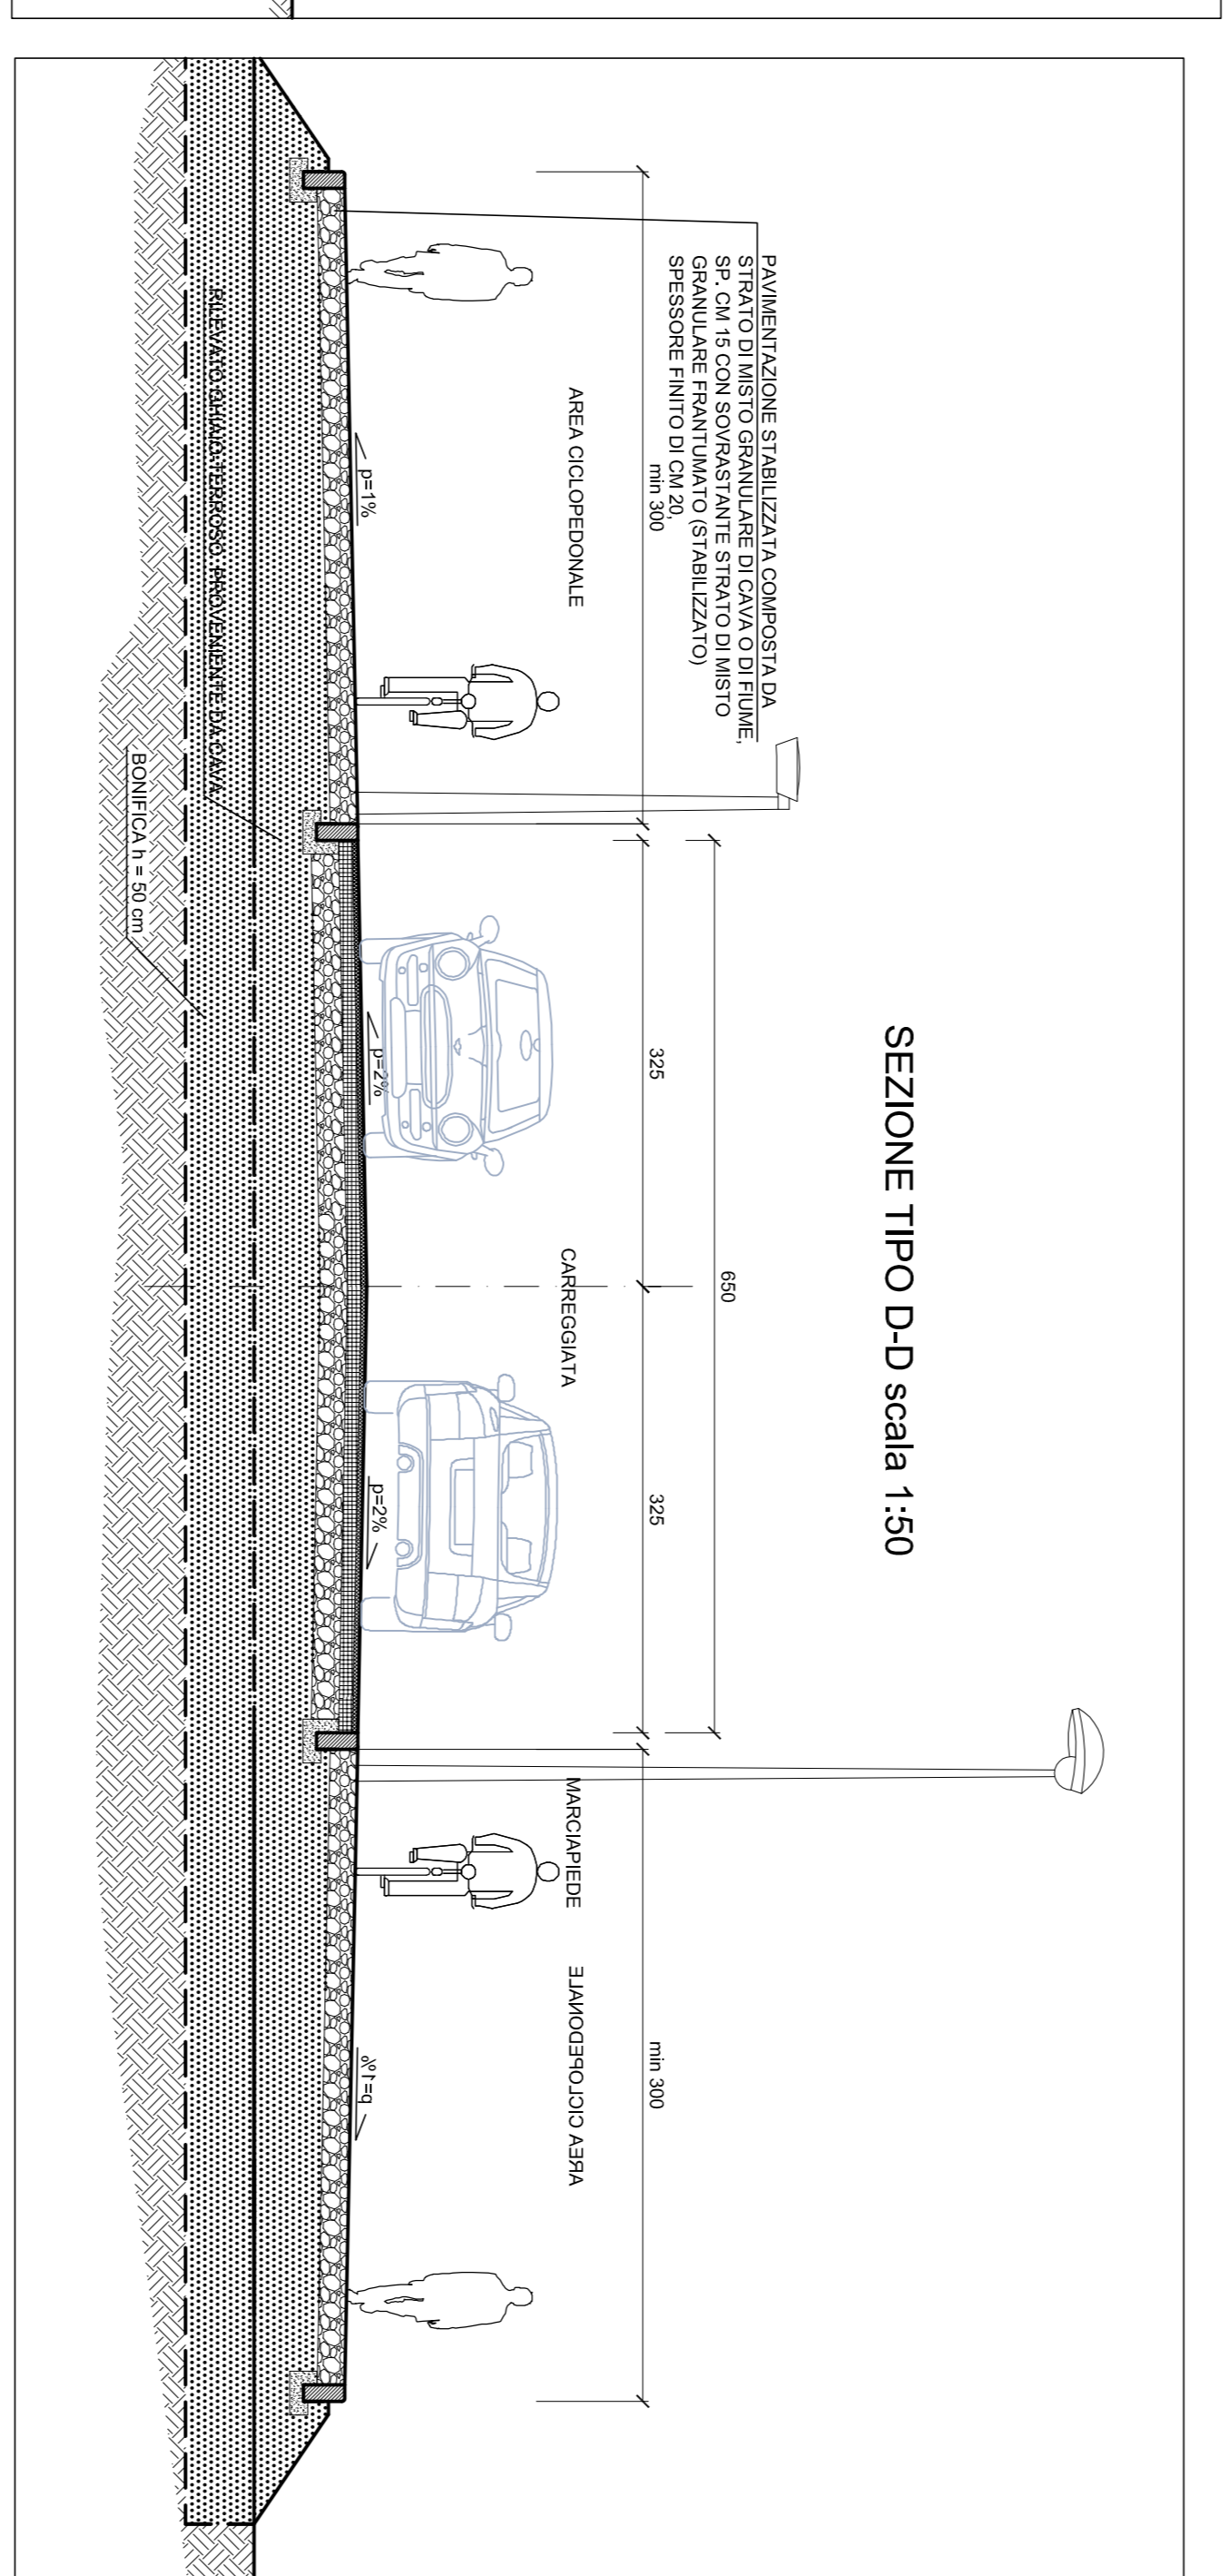 SEZIONE TIPO D-D scala 1:50
PAVIMENTAZIONE STABILIZZATA COMPOSTA DA
STRATO DI MISTO GRANULARE DI CAVA O DI FIUME,
SP. CM 15 CON SOVRASTANTE STRATO DI MISTO
GRANULARE FRANTUMATO (STABILIZZATO)
SPESSORE FINITO DI CM 20,
650
min 300
325
325
min 300
AREA CICLOPEDONALE
CARREGGIATA
MARCIAPIEDE
AREA CICLOPEDONALE
p=1%
p=2%
p=2%
p=1%
RILEVATO GHIAIO-TERROSO, PROVENIENTE DA CAVA
BONIFICA h = 50 cm